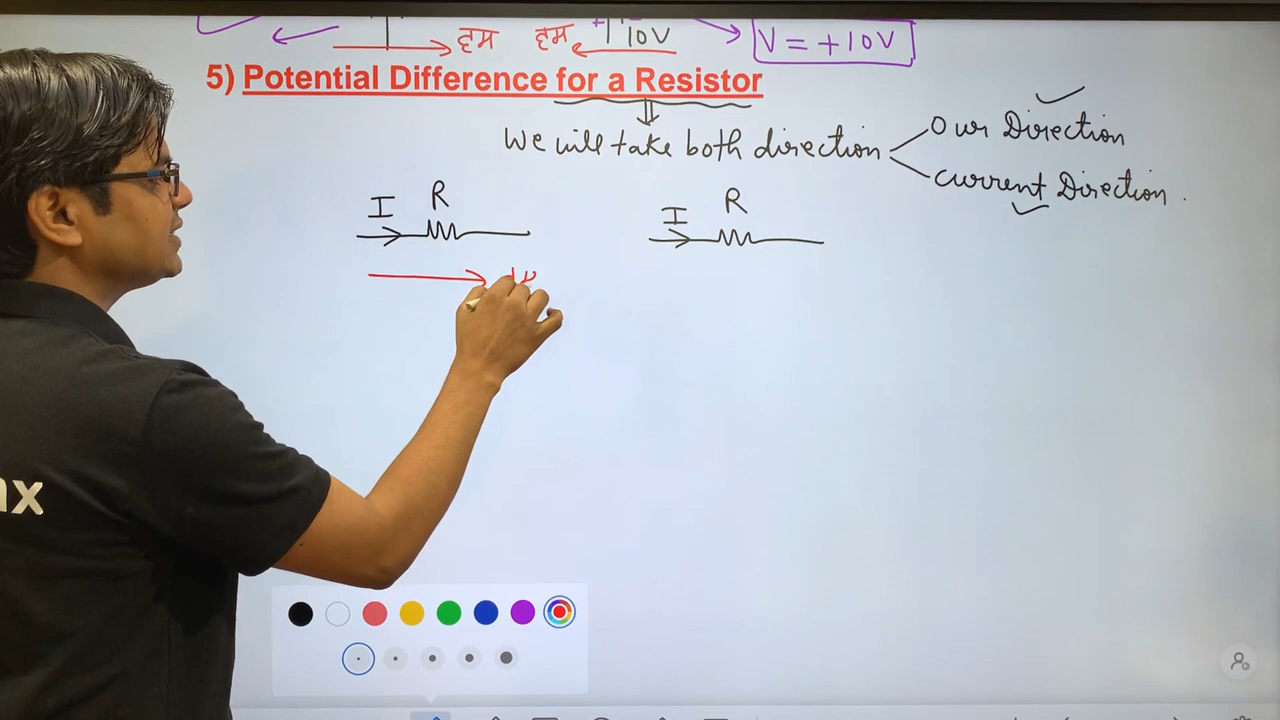 हम हम + 10V V = +10V
5) Potential Difference for a Resistor
We will take both direction
Our Direction
current Direction.
I R
I R